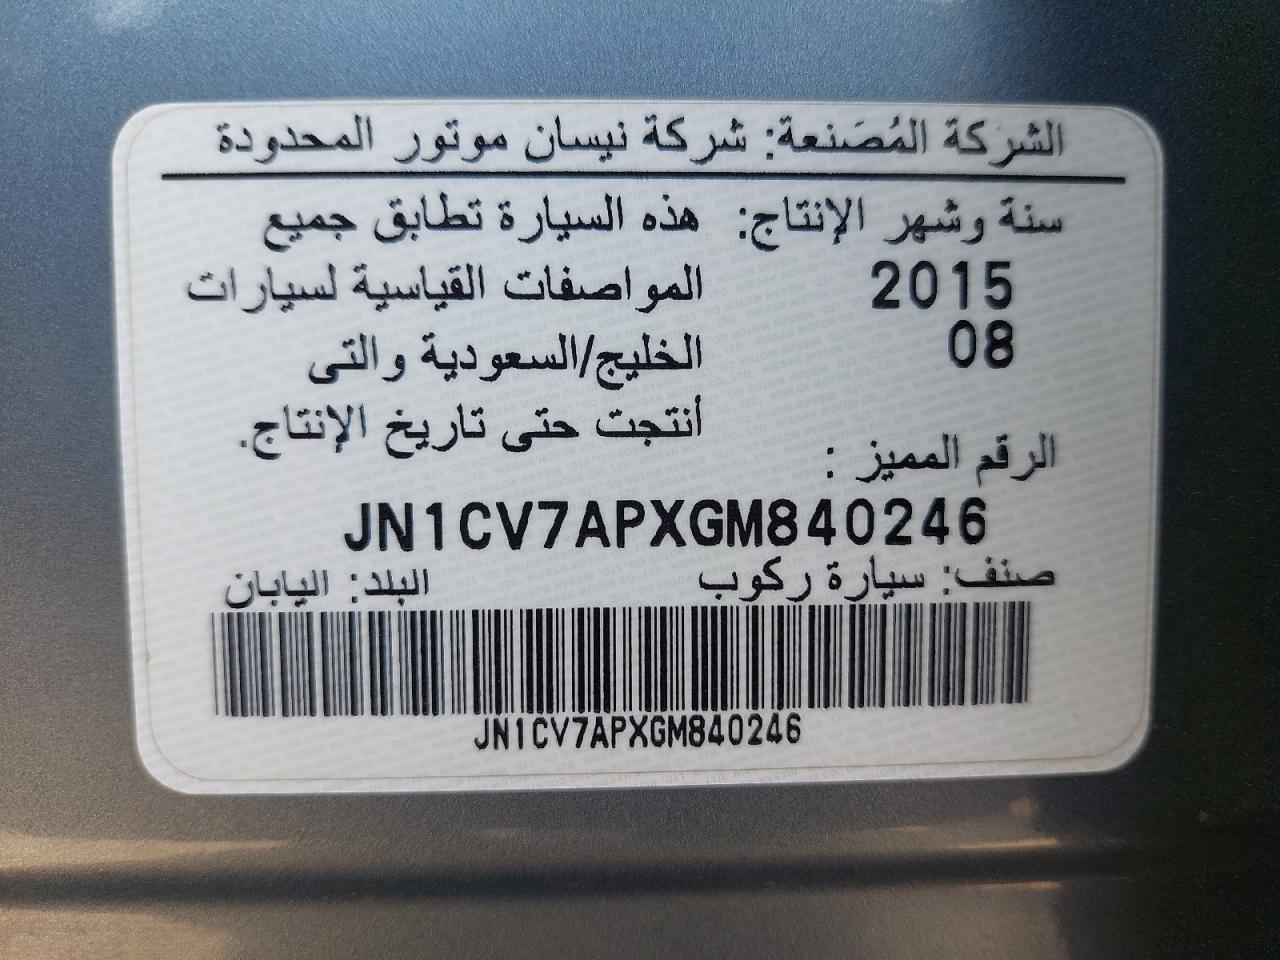 الشركة المُصَنعة: شركة نيسان موتور المحدودة
سنة وشهر الإنتاج:
2015
08
هذه السيارة تطابق جميع
المواصفات القياسية لسيارات
الخليج/السعودية والتى
أنتجت حتى تاريخ الإنتاج.
الرقم المميز :
JN1CV7APXGM840246
صنف: سيارة ركوب البلد: اليابان
JN1CV7APXGM840246